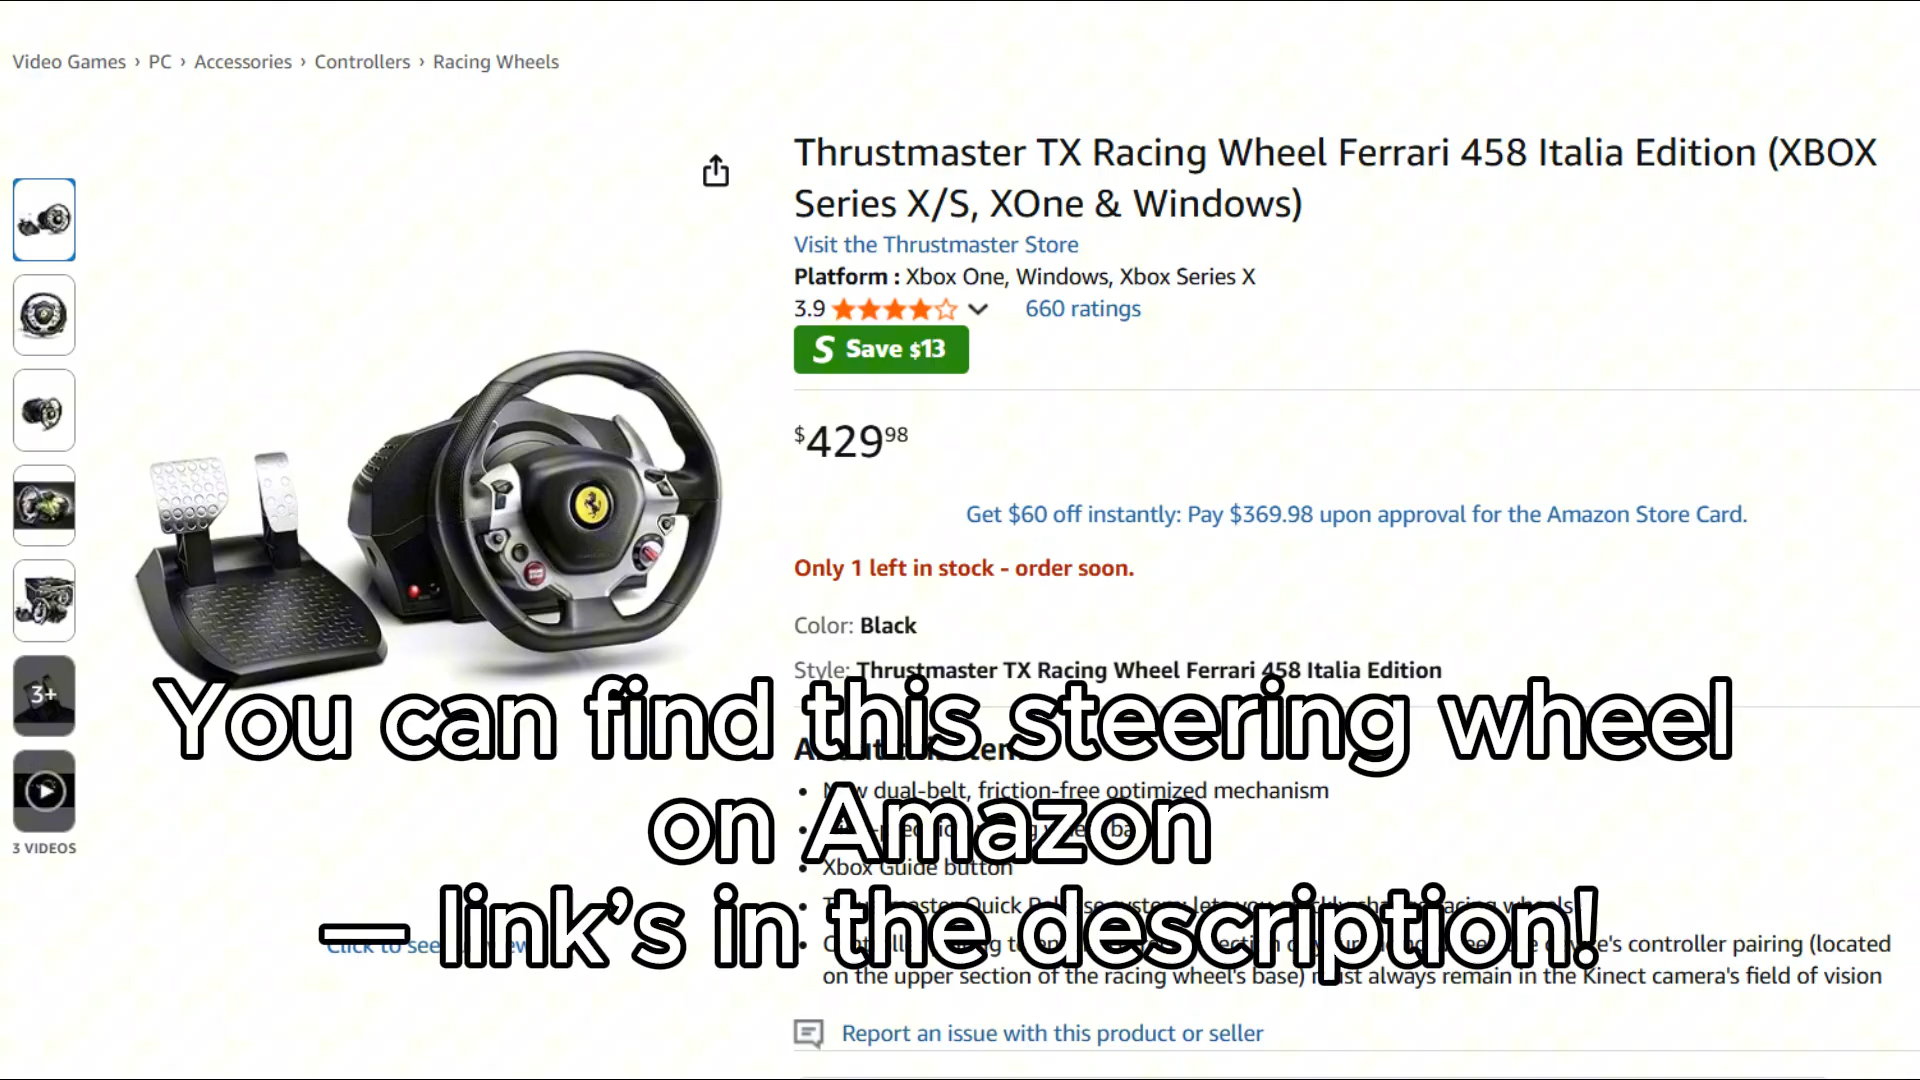 Video Games › PC › Accessories › Controllers › Racing Wheels
Thrustmaster TX Racing Wheel Ferrari 458 Italia Edition (XBOX
Series X/S, XOne & Windows)
Visit the Thrustmaster Store
Platform : Xbox One, Windows, Xbox Series X
3.9 660 ratings
S Save $13
$429 98
Get $60 off instantly: Pay $369.98 upon approval for the Amazon Store Card.
Only 1 left in stock - order soon.
Color: Black
Style: Thrustmaster TX Racing Wheel Ferrari 458 Italia Edition
3+
3 VIDEOS
You can find this steering wheel
on Amazon
— link's in the description!
dual-belt, friction-free optimized mechanism
Xbox Guide button
Quick
controller pairing (located
on the upper section of the racing wheel's base) always remain in the Kinect camera's field of vision
Click to see
Report an issue with this product or seller